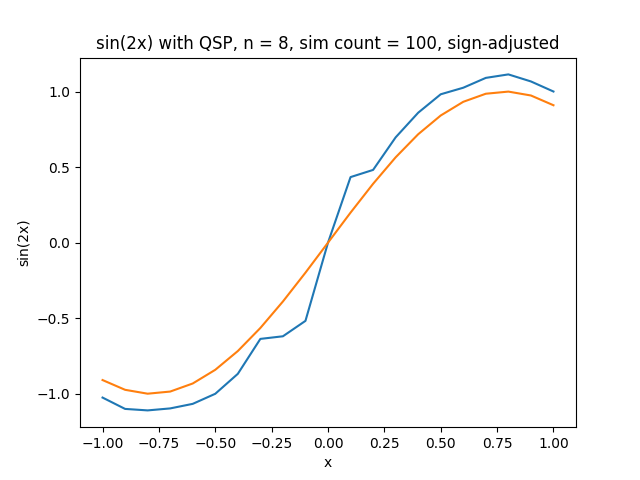 sin(2x) with QSP, n = 8, sim count = 100, sign-adjusted
1.0
0.5
0.0
−0.5
−1.0
sin(2x)
−1.00 −0.75 −0.50 −0.25 0.00 0.25 0.50 0.75 1.00
x